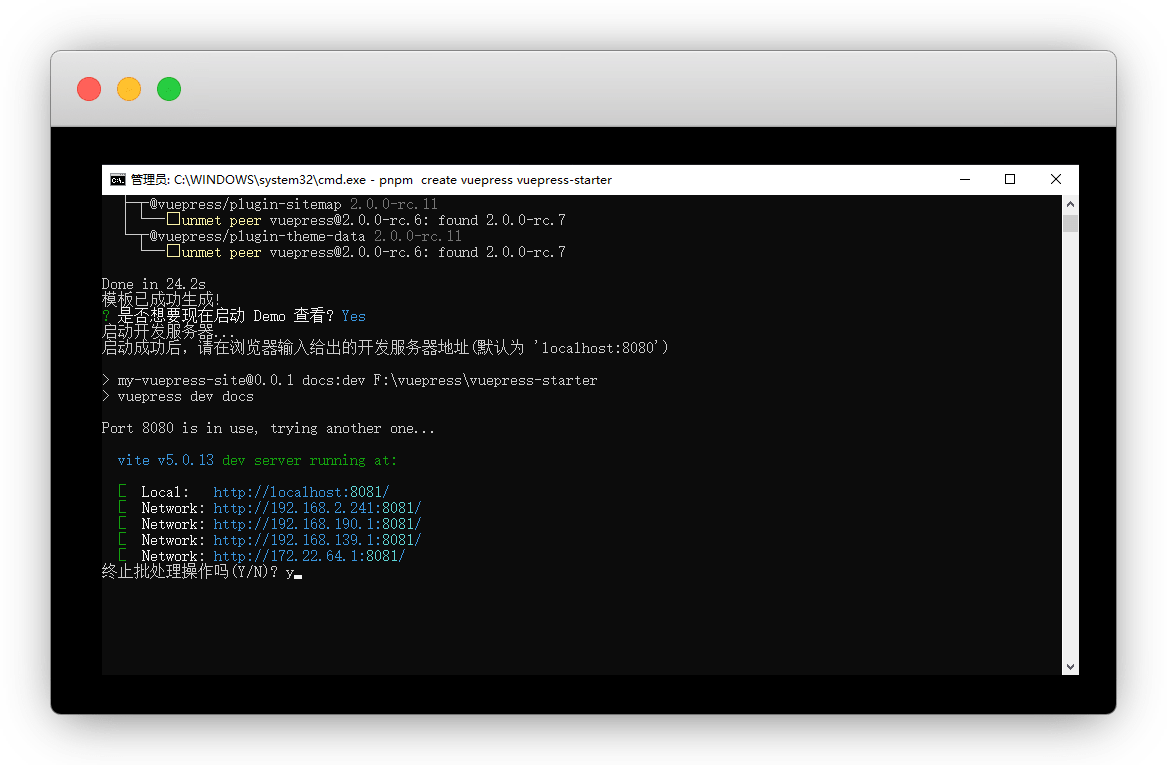 管理员: C:\WINDOWS\system32\cmd.exe - pnpm  create vuepress vuepress-starter
@vuepress/plugin-sitemap 2.0.0-rc.11
unmet peer vuepress@2.0.0-rc.6: found 2.0.0-rc.7
@vuepress/plugin-theme-data 2.0.0-rc.11
unmet peer vuepress@2.0.0-rc.6: found 2.0.0-rc.7
Done in 24.2s
模板已成功生成!
? 是否想要现在启动 Demo 查看? Yes
启动开发服务器...
启动成功后，请在浏览器输入给出的开发服务器地址(默认为 'localhost:8080')
> my-vuepress-site@0.0.1 docs:dev F:\vuepress\vuepress-starter
> vuepress dev docs
Port 8080 is in use, trying another one...
vite v5.0.13 dev server running at:
Local:   http://localhost:8081/
Network: http://192.168.2.241:8081/
Network: http://192.168.190.1:8081/
Network: http://192.168.139.1:8081/
Network: http://172.22.64.1:8081/
终止批处理操作吗(Y/N)? y